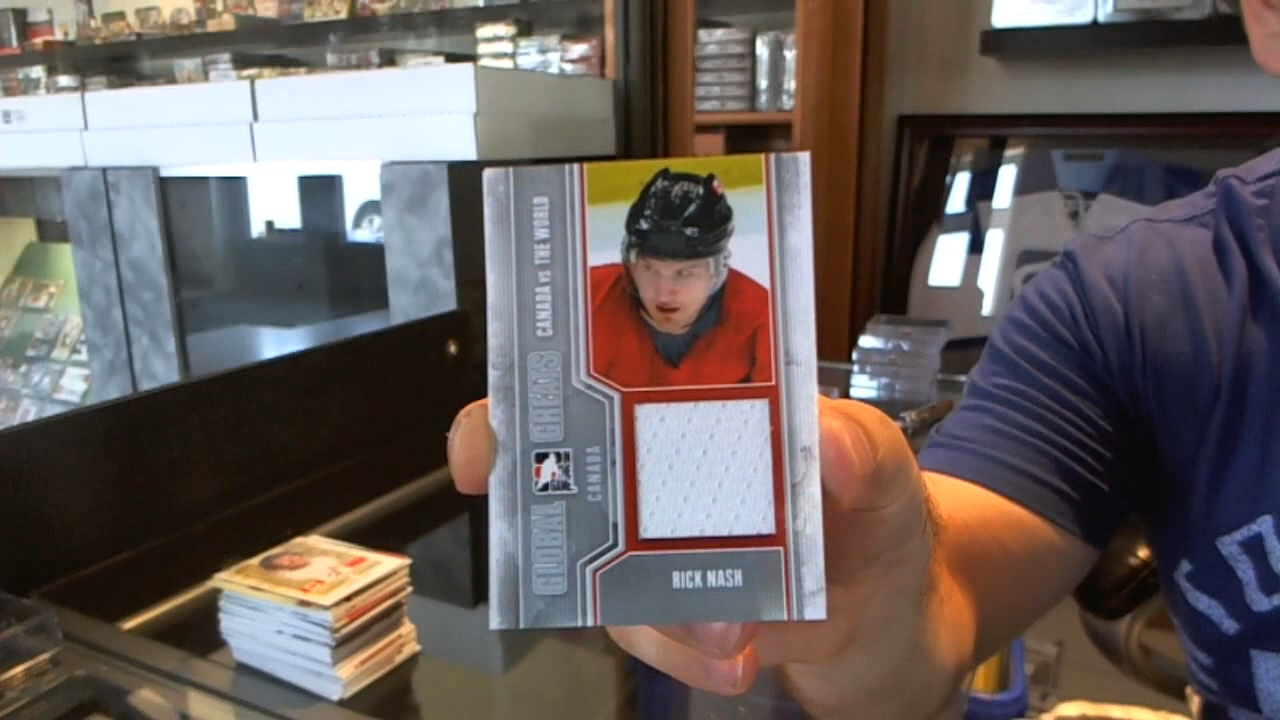 CANADA VS THE WORLD
GLOBAL GREATS
CANADA
RICK NASH